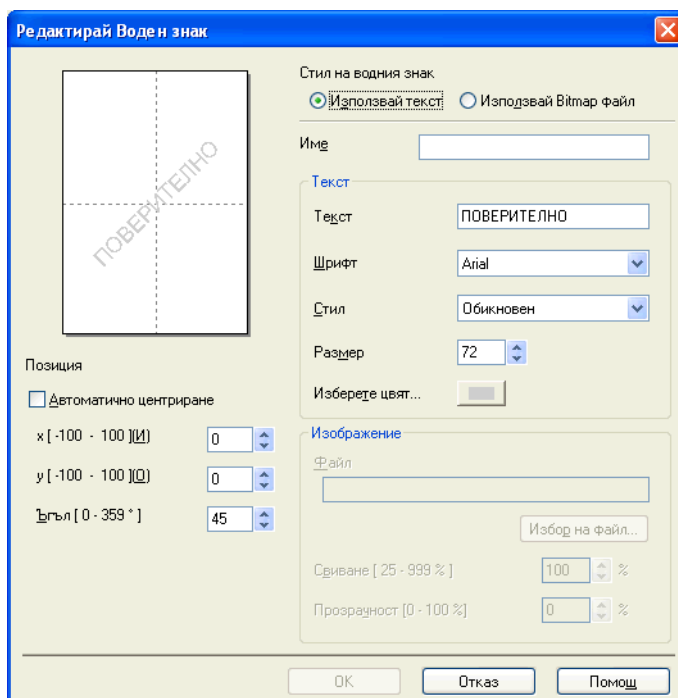 Редактирай Воден знак
ПОВЕРИТЕЛНО
Позиция
Автоматично центриране
x [ -100 - 100 ](И) 0
y [ -100 - 100 ](О) 0
Ъгъл [ 0 - 359 ° ] 45
Стил на водния знак
Използвай текст Използвай Bitmap файл
Име
Текст
Текст ПОВЕРИТЕЛНО
Шрифт Arial
Стил Обикновен
Размер 72
Изберете цвят...
Изображение
Файл
Избор на файл...
Свиване [ 25 - 999 % ] 100 %
Прозрачност [0 - 100 %] 0 %
OK Отказ Помощ